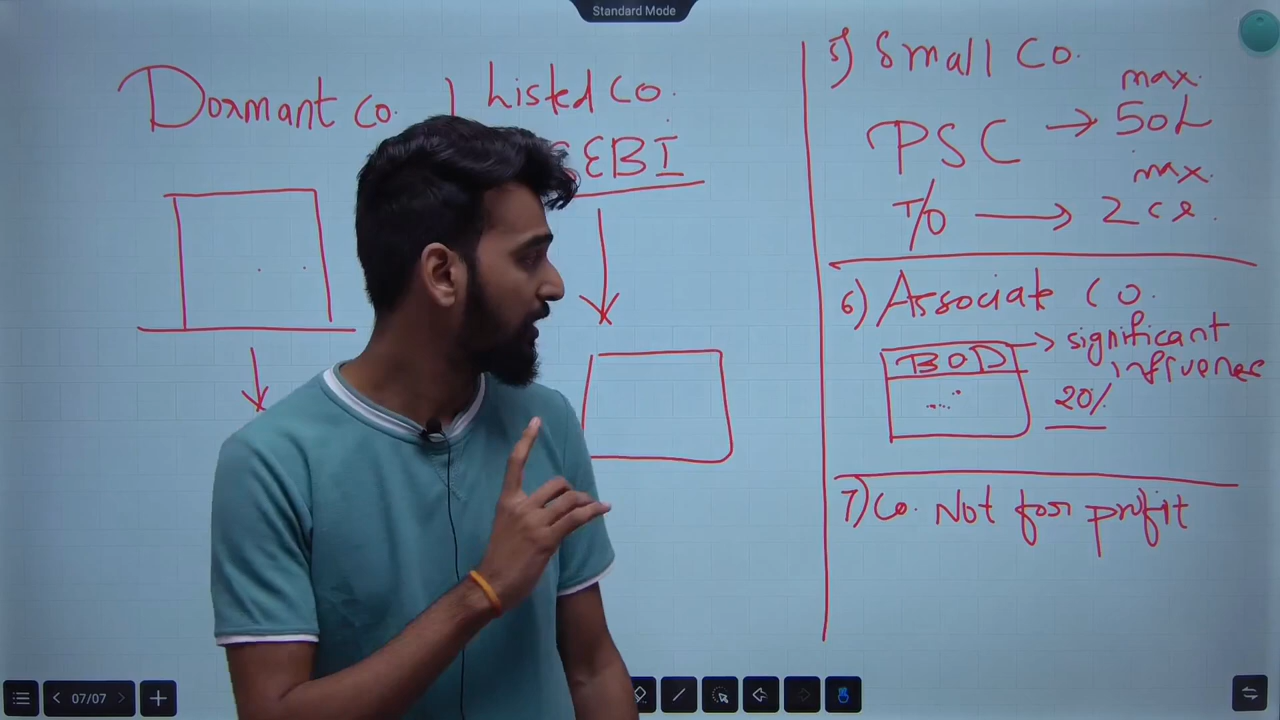 Standard Mode
Dormant Co.
Listed Co.
SEBI
5) Small Co.
max.
PSC → 50L
max.
T/O → 2 cr.
6) Associate Co.
BOD → significant influence
20%
7) Co. Not for profit
07/07